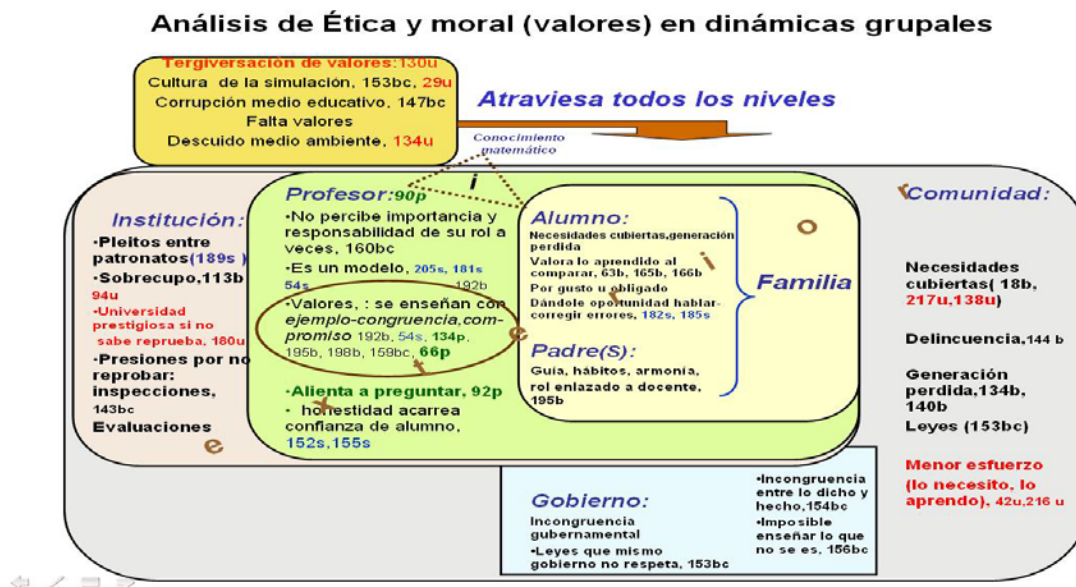 Análisis de Ética y moral (valores) en dinámicas grupales
Tergiversación de valores:130u
Cultura de la simulación, 153bc, 29u
Corrupción medio educativo, 147bc
Falta valores
Descuido medio ambiente, 134u
Atraviesa todos los niveles
Conocimiento
matemático
i
Institución:
•Pleitos entre
patronatos(189s )
•Sobrecupo,113b
94u
•Universidad
prestigiosa si no
sabe reprueba, 180u
•Presiones por no
reprobar:
inspecciones,
143bc
Evaluaciones
Profesor:90p
•No percibe importancia y
responsabilidad de su rol a
veces, 160bc
•Es un modelo, 205s, 181s
54s 192b
•Valores, : se enseñan con
ejemplo-congruencia,com-
promiso 192b, 54s, 134p,
195b, 198b, 159bc, 66p
•Alienta a preguntar, 92p
• honestidad acarrea
confianza de alumno,
152s,155s
Alumno:
Necesidades cubiertas,generación
perdida
Valora lo aprendido al
comparar, 63b, 165b, 166b
Por gusto u obligado
Dándole oportunidad hablar-
corregir errores, 182s, 185s
Padre(S):
Guía, hábitos, armonía,
rol enlazado a docente,
195b
Familia
Comunidad:
Necesidades
cubiertas( 18b,
217u,138u)
Delincuencia,144 b
Generación
perdida,134b,
140b
Leyes (153bc)
Menor esfuerzo
(lo necesito, lo
aprendo), 42u,216 u
Gobierno:
Incongruencia
gubernamental
•Leyes que mismo
gobierno no respeta, 153bc
•Incongruencia
entre lo dicho y
hecho,154bc
•Imposible
enseñar lo que
no se es, 156bc
e
x
t
e
r
i
o
r